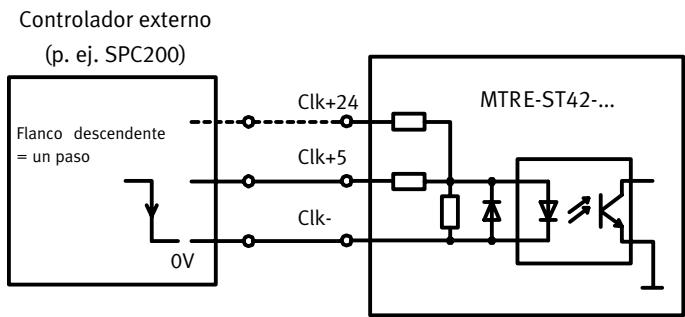 Controlador externo
(p. ej. SPC200)
Clk+24
MTRE-ST42-...
Flanco descendente
= un paso
Clk+5
Clk-
0V